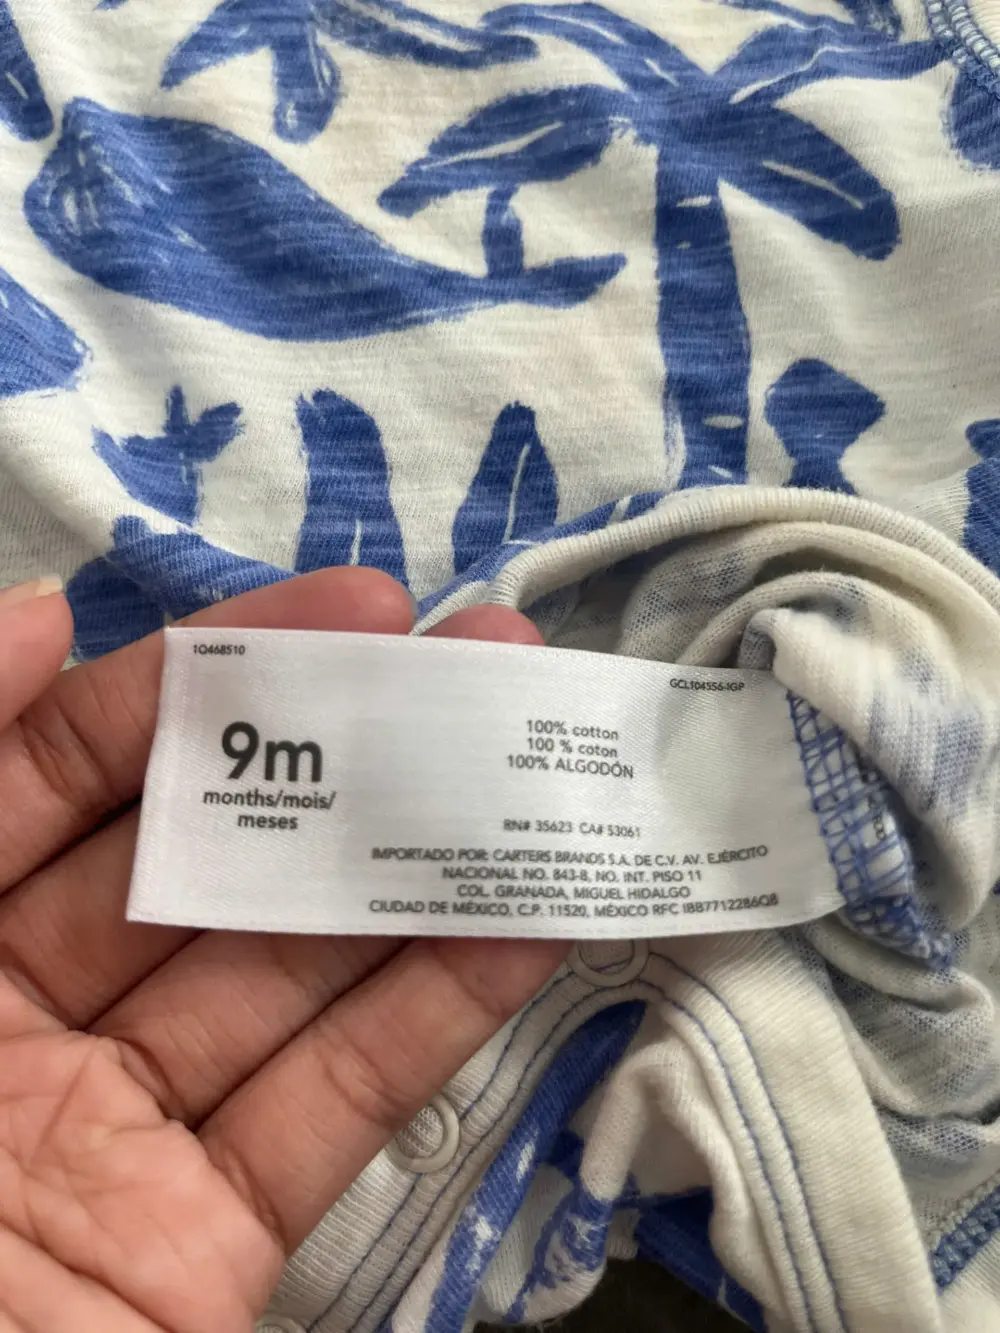 1Q468510
GCL104556-1GP
9m
months/mois/
meses
100% cotton
100 % coton
100% ALGODÓN
RN# 35623 CA# 53061
IMPORTADO POR: CARTERS BRANDS S.A. DE C.V. AV. EJÉRCITO
NACIONAL NO. 843-B, NO. INT. PISO 11
COL. GRANADA, MIGUEL HIDALGO
CIUDAD DE MÉXICO, C.P. 11520, MÉXICO RFC IBB7712286Q8